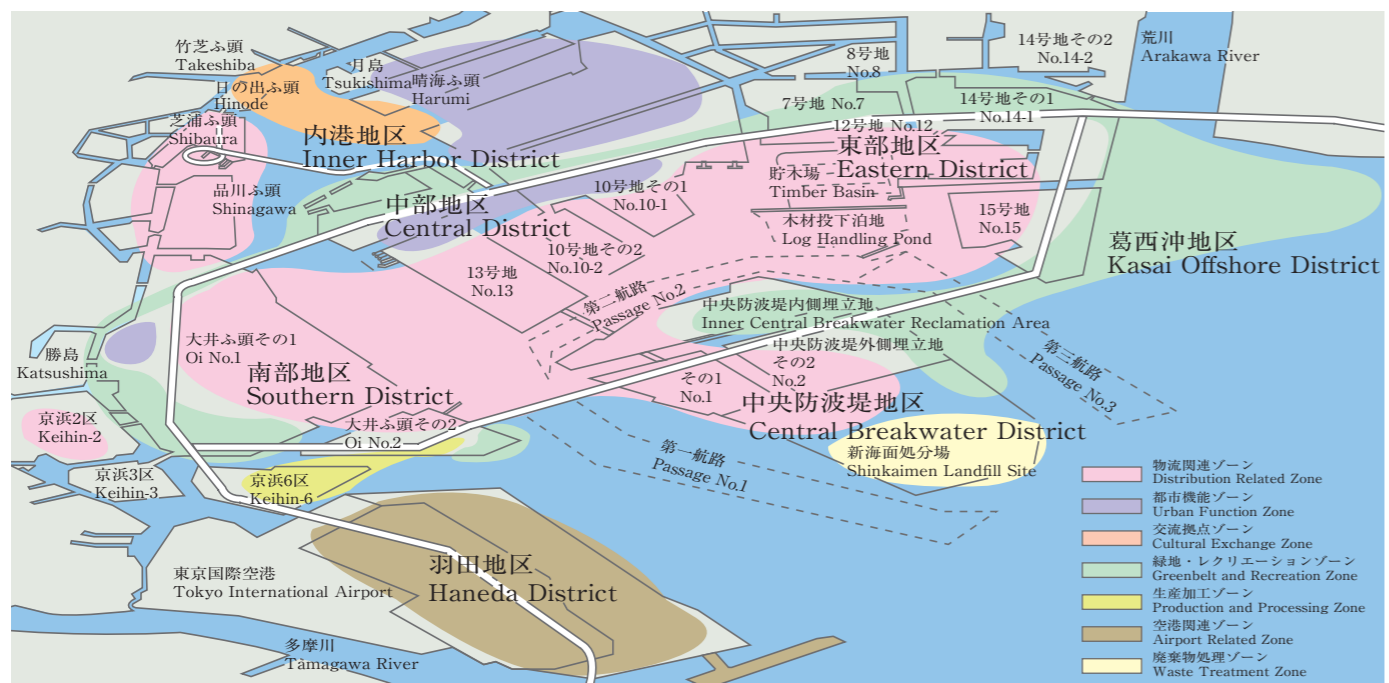 竹芝ふ頭
Takeshiba
日の出ふ頭
Hinode
芝浦ふ頭
Shibaura
品川ふ頭
Shinagawa
月島
Tsukishima
晴海ふ頭
Harumi
内港地区
Inner Harbor District
8号地
No.8
14号地その2
No.14-2
荒川
Arakawa River
7号地 No.7
14号地その1
No.14-1
12号地 No.12
東部地区
Eastern District
貯木場
Timber Basin
木材投下泊地
Log Handling Pond
15号地
No.15
葛西沖地区
Kasai Offshore District
中部地区
Central District
10号地その1
No.10-1
10号地その2
No.10-2
13号地
No.13
第二航路
Passage No.2
中央防波堤内側埋立地
Inner Central Breakwater Reclamation Area
中央防波堤外側埋立地
その1
No.1
その2
No.2
第三航路
Passage No.3
中央防波堤地区
Central Breakwater District
新海面処分場
Shinkaimen Landfill Site
第一航路
Passage No.1
勝島
Katsushima
大井ふ頭その1
Oi No.1
南部地区
Southern District
大井ふ頭その2
Oi No.2
京浜2区
Keihin-2
京浜3区
Keihin-3
京浜6区
Keihin-6
羽田地区
Haneda District
東京国際空港
Tokyo International Airport
多摩川
Tamagawa River
物流関連ゾーン
Distribution Related Zone
都市機能ゾーン
Urban Function Zone
交流拠点ゾーン
Cultural Exchange Zone
緑地・レクリエーションゾーン
Greenbelt and Recreation Zone
生産加工ゾーン
Production and Processing Zone
空港関連ゾーン
Airport Related Zone
廃棄物処理ゾーン
Waste Treatment Zone